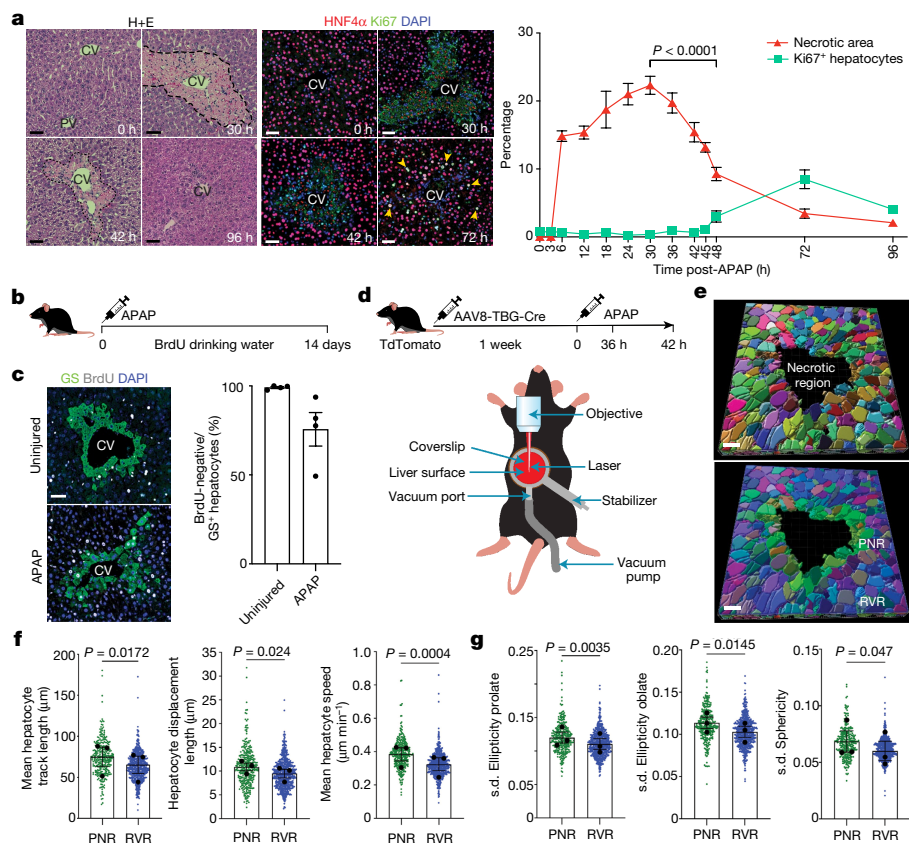 a
H+E
HNF4α Ki67 DAPI
CV
PV
0 h
30 h
CV
42 h
CV
96 h
CV
0 h
CV
30 h
CV
42 h
CV
72 h
P < 0.0001
Necrotic area
Ki67+ hepatocytes
Percentage
30
20
10
0
0 3 6 12 18 24 30 36 42 45 48 72 96
Time post-APAP (h)
b
APAP
0 BrdU drinking water 14 days
c
GS BrdU DAPI
Uninjured
CV
APAP
CV
BrdU-negative/
GS+ hepatocytes (%)
100
50
0
Uninjured
APAP
d
AAV8-TBG-Cre APAP
TdTomato 1 week 0 36 h 42 h
Objective
Coverslip
Liver surface
Vacuum port
Laser
Stabilizer
Vacuum
pump
e
Necrotic
region
PNR
RVR
f
P = 0.0172
Mean hepatocyte
track length (μm)
200
150
100
50
0
PNR RVR
P = 0.024
Hepatocyte displacement
length (μm)
35
30
25
20
15
10
5
0
PNR RVR
P = 0.0004
Mean hepatocyte speed
(μm min−1)
1.0
0.8
0.6
0.4
0.2
0
PNR RVR
g
P = 0.0035
s.d. Ellipticity prolate
0.25
0.20
0.15
0.10
0.05
0
PNR RVR
P = 0.0145
s.d. Ellipticity oblate
0.20
0.15
0.10
0.05
0
PNR RVR
P = 0.047
s.d. Sphericity
0.20
0.15
0.10
0.05
0
PNR RVR